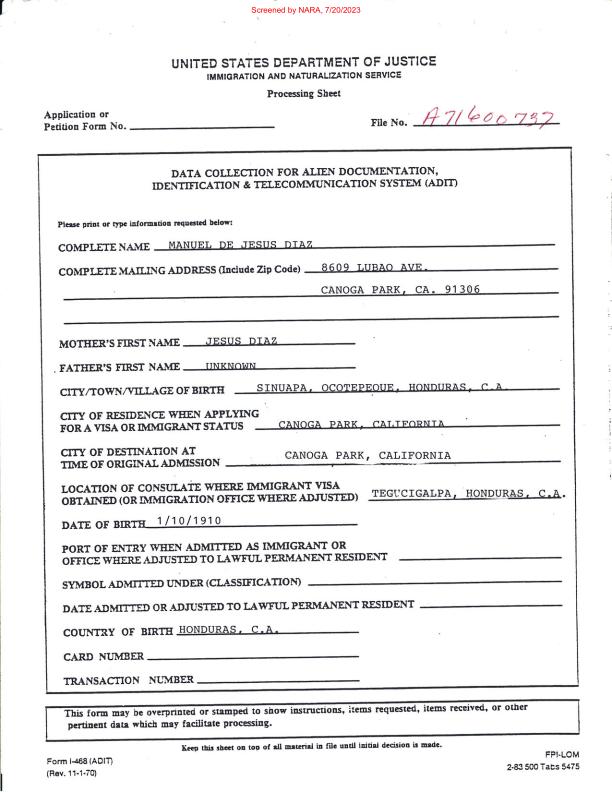 Screened by NARA, 7/20/2023
UNITED STATES DEPARTMENT OF JUSTICE
IMMIGRATION AND NATURALIZATION SERVICE
Processing Sheet
Application or
Petition Form No.
File No. A71600737
DATA COLLECTION FOR ALIEN DOCUMENTATION,
IDENTIFICATION & TELECOMMUNICATION SYSTEM (ADIT)
Please print or type information requested below:
COMPLETE NAME MANUEL DE JESUS DIAZ
COMPLETE MAILING ADDRESS (Include Zip Code) 8609 LUBAO AVE.
CANOGA PARK, CA. 91306
MOTHER'S FIRST NAME JESUS DIAZ
FATHER'S FIRST NAME UNKNOWN
CITY/TOWN/VILLAGE OF BIRTH SINUAPA, OCOTEPEQUE, HONDURAS, C.A.
CITY OF RESIDENCE WHEN APPLYING
FOR A VISA OR IMMIGRANT STATUS CANOGA PARK, CALIFORNIA
CITY OF DESTINATION AT
TIME OF ORIGINAL ADMISSION CANOGA PARK, CALIFORNIA
LOCATION OF CONSULATE WHERE IMMIGRANT VISA
OBTAINED (OR IMMIGRATION OFFICE WHERE ADJUSTED) TEGUCIGALPA, HONDURAS, C.A.
DATE OF BIRTH 1/10/1910
PORT OF ENTRY WHEN ADMITTED AS IMMIGRANT OR
OFFICE WHERE ADJUSTED TO LAWFUL PERMANENT RESIDENT
SYMBOL ADMITTED UNDER (CLASSIFICATION)
DATE ADMITTED OR ADJUSTED TO LAWFUL PERMANENT RESIDENT
COUNTRY OF BIRTH HONDURAS, C.A.
CARD NUMBER
TRANSACTION NUMBER
This form may be overprinted or stamped to show instructions, items requested, items received, or other
pertinent data which may facilitate processing.
Keep this sheet on top of all material in file until initial decision is made.
Form I-468 (ADIT)
(Rev. 11-1-70)
FPI-LOM
2-83 500 Tabs 5475